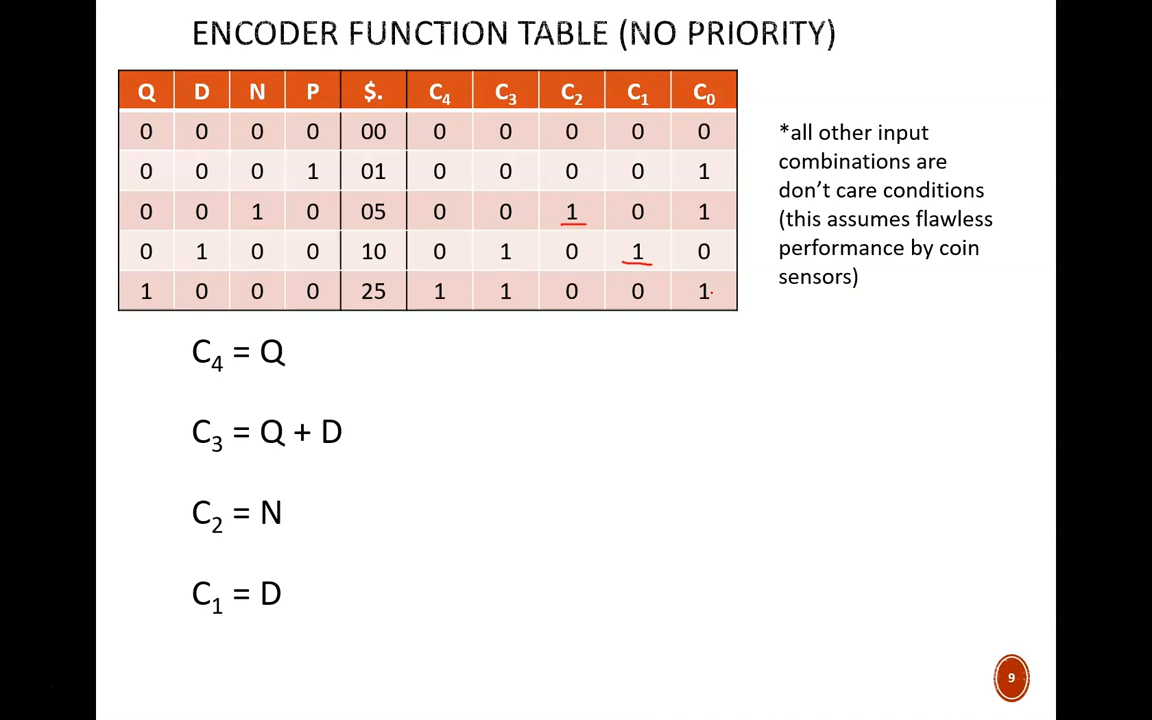 ENCODER FUNCTION TABLE (NO PRIORITY)
Q D N P $. C4 C3 C2 C1 C0
0 0 0 0 00 0 0 0 0 0
0 0 0 1 01 0 0 0 0 1
0 0 1 0 05 0 0 1 0 1
0 1 0 0 10 0 1 0 1 0
1 0 0 0 25 1 1 0 0 1
*all other input
combinations are
don't care conditions
(this assumes flawless
performance by coin
sensors)
C4 = Q
C3 = Q + D
C2 = N
C1 = D
9